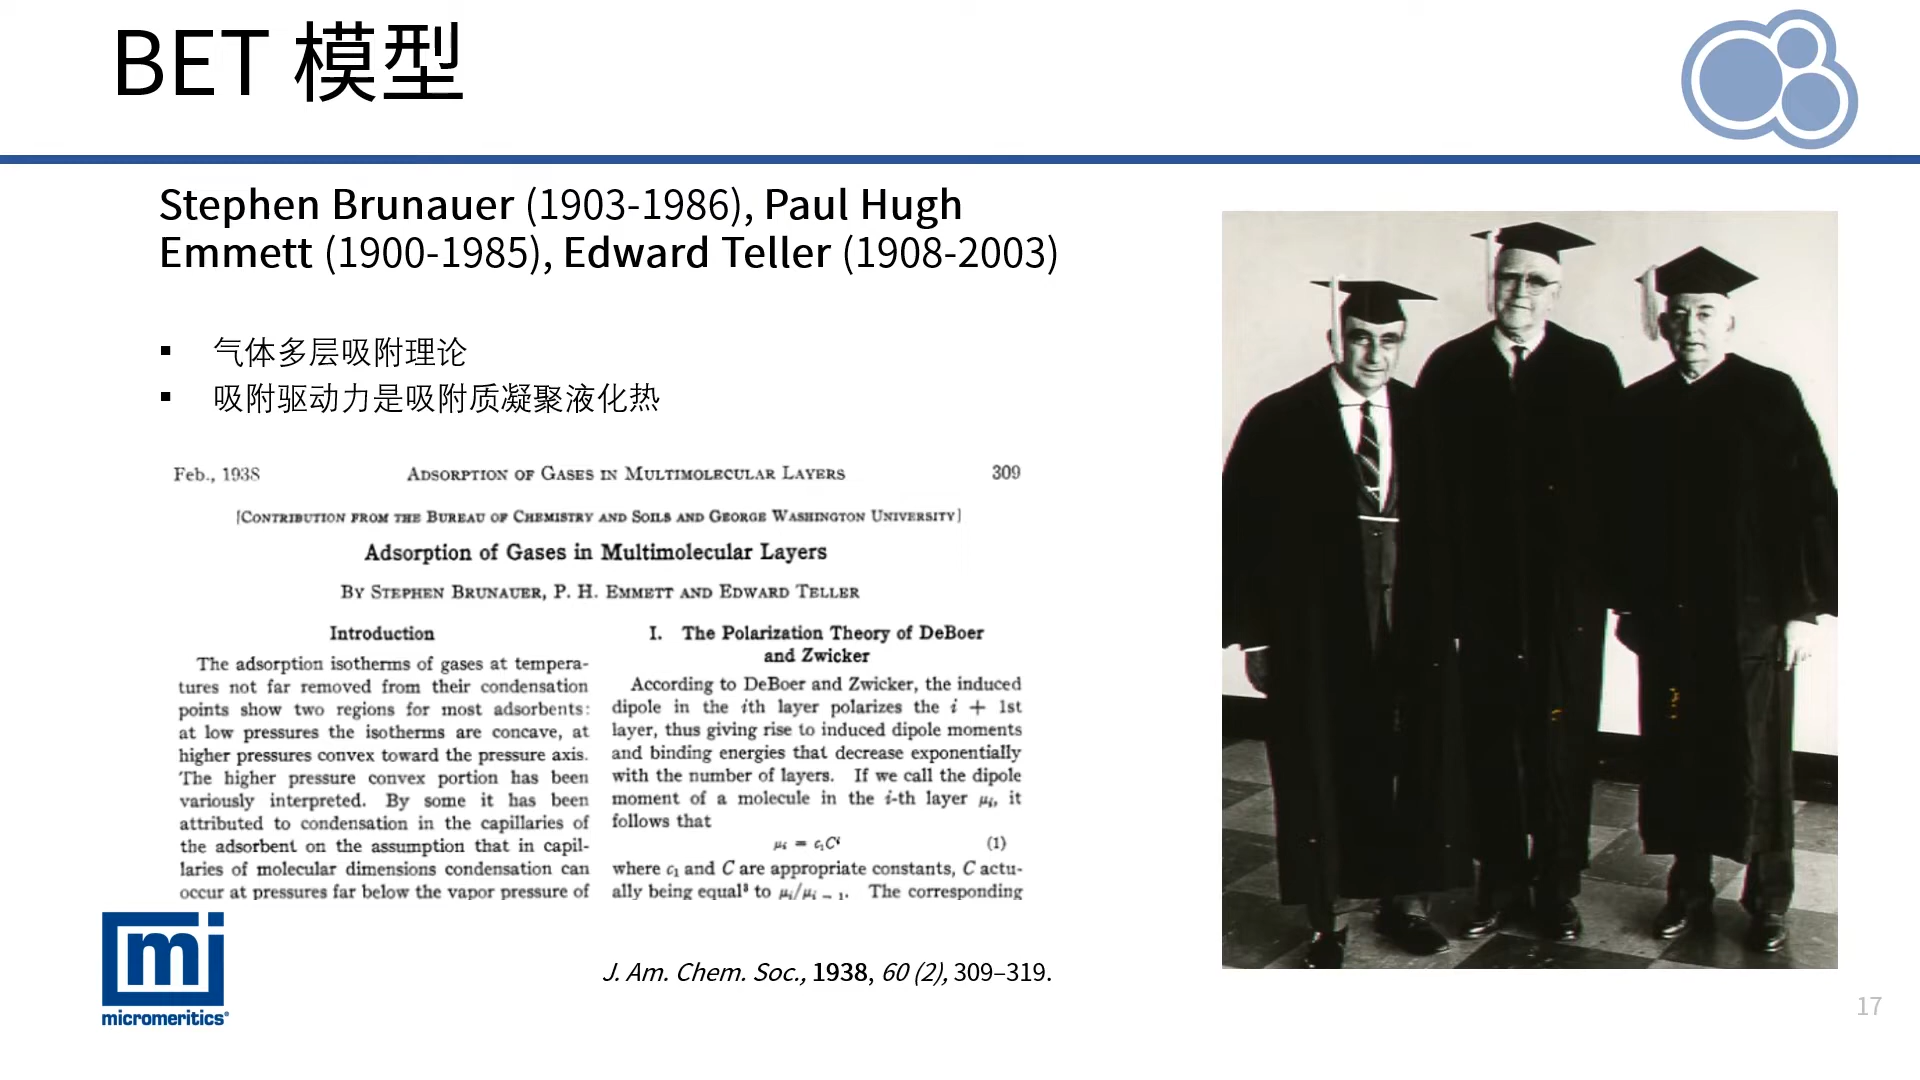 BET 模型
Stephen Brunauer (1903-1986), Paul Hugh
Emmett (1900-1985), Edward Teller (1908-2003)
▪ 气体多层吸附理论
▪ 吸附驱动力是吸附质凝聚液化热
Feb., 1938 ADSORPTION OF GASES IN MULTIMOLECULAR LAYERS 309
[CONTRIBUTION FROM THE BUREAU OF CHEMISTRY AND SOILS AND GEORGE WASHINGTON UNIVERSITY]
Adsorption of Gases in Multimolecular Layers
BY STEPHEN BRUNAUER, P. H. EMMETT AND EDWARD TELLER
Introduction
The adsorption isotherms of gases at tempera-
tures not far removed from their condensation
points show two regions for most adsorbents:
at low pressures the isotherms are concave, at
higher pressures convex toward the pressure axis.
The higher pressure convex portion has been
variously interpreted. By some it has been
attributed to condensation in the capillaries of
the adsorbent on the assumption that in capil-
laries of molecular dimensions condensation can
occur at pressures far below the vapor pressure of
I. The Polarization Theory of DeBoer
and Zwicker
According to DeBoer and Zwicker, the induced
dipole in the ith layer polarizes the i + 1st
layer, thus giving rise to induced dipole moments
and binding energies that decrease exponentially
with the number of layers. If we call the dipole
moment of a molecule in the i-th layer μᵢ, it
follows that
μᵢ = c₁Cⁱ (1)
where c₁ and C are appropriate constants, C actu-
ally being equal³ to μᵢ/μᵢ₋₁. The corresponding
J. Am. Chem. Soc., 1938, 60 (2), 309–319.
mi
micromeritics®
17